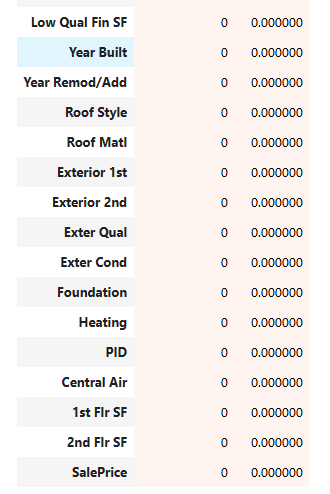 Low Qual Fin SF 0 0.000000
Year Built 0 0.000000
Year Remod/Add 0 0.000000
Roof Style 0 0.000000
Roof Matl 0 0.000000
Exterior 1st 0 0.000000
Exterior 2nd 0 0.000000
Exter Qual 0 0.000000
Exter Cond 0 0.000000
Foundation 0 0.000000
Heating 0 0.000000
PID 0 0.000000
Central Air 0 0.000000
1st Flr SF 0 0.000000
2nd Flr SF 0 0.000000
SalePrice 0 0.000000